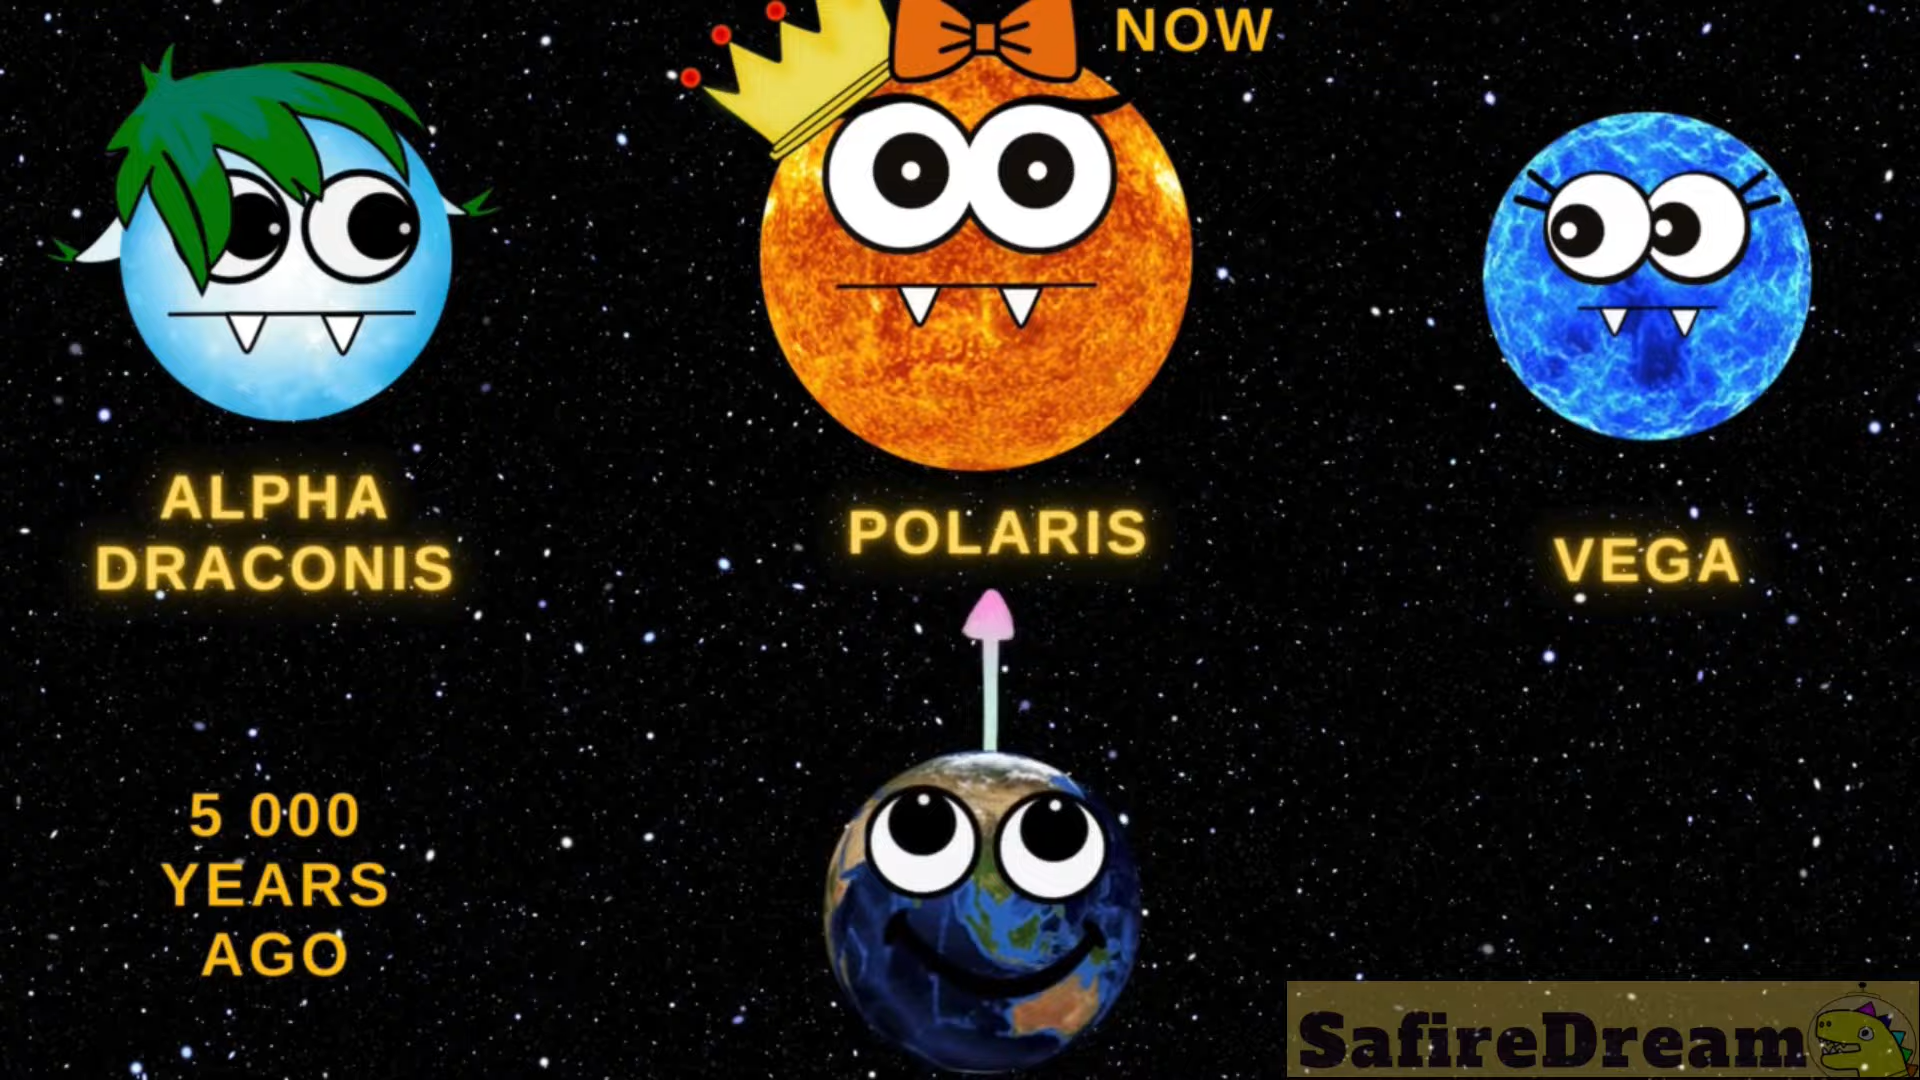 NOW
ALPHA
DRACONIS
POLARIS
VEGA
5 000
YEARS
AGO
SafireDream